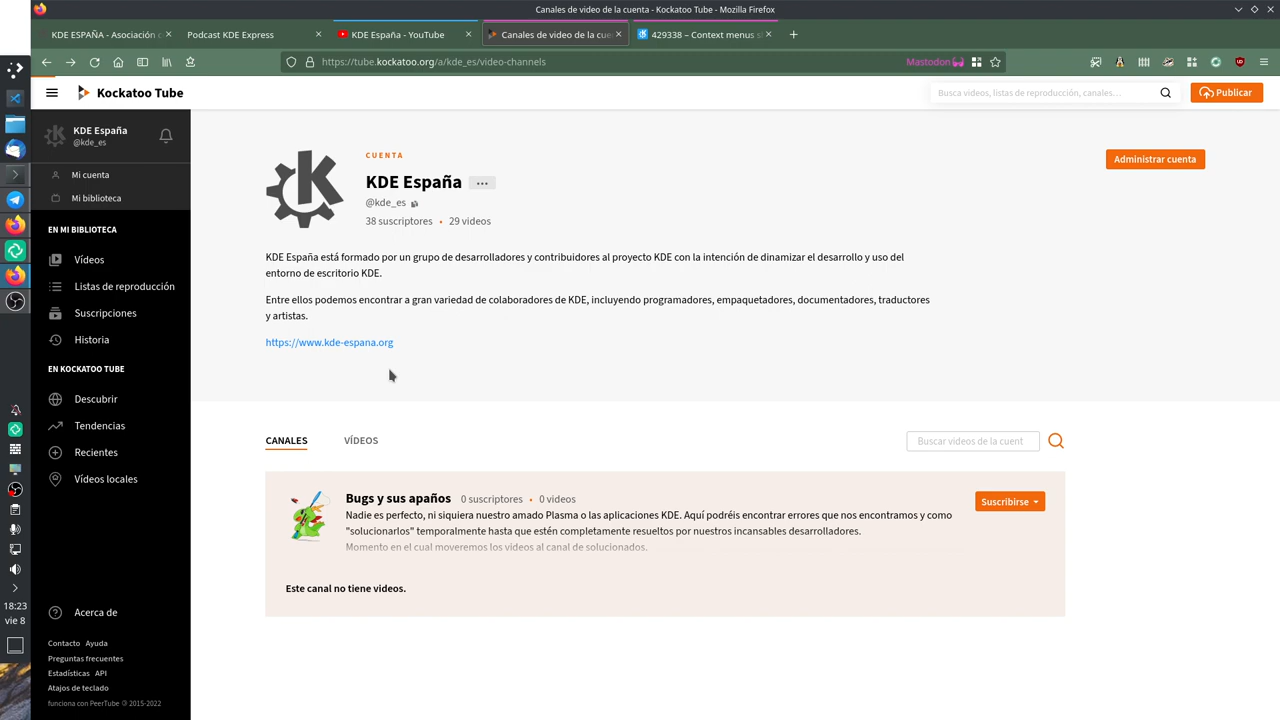 Canales de video de la cuenta - Kockatoo Tube - Mozilla Firefox
KDE ESPAÑA - Asociación
Podcast KDE Express
KDE España - YouTube
Canales de video de la cue
429338 – Context menus s
https://tube.kockatoo.org/a/kde_es/video-channels
Mastodon
Kockatoo Tube
Busca videos, listas de reproducción, canales…
Publicar
KDE España
@kde_es
Mi cuenta
Mi biblioteca
EN MI BIBLIOTECA
Vídeos
Listas de reproducción
Suscripciones
Historia
EN KOCKATOO TUBE
Descubrir
Tendencias
Recientes
Vídeos locales
Acerca de
Contacto Ayuda
Preguntas frecuentes
Estadísticas API
Atajos de teclado
funciona con PeerTube 2015-2022
18:23
vie 8
CUENTA
KDE España ...
@kde_es
38 suscriptores • 29 videos
Administrar cuenta
KDE España está formado por un grupo de desarrolladores y contribuidores al proyecto KDE con la intención de dinamizar el desarrollo y uso del
entorno de escritorio KDE.
Entre ellos podemos encontrar a gran variedad de colaboradores de KDE, incluyendo programadores, empaquetadores, documentadores, traductores
y artistas.
https://www.kde-espana.org
CANALES VÍDEOS
Buscar videos de la cuent
Bugs y sus apaños 0 suscriptores • 0 videos
Suscribirse
Nadie es perfecto, ni siquiera nuestro amado Plasma o las aplicaciones KDE. Aquí podréis encontrar errores que nos encontramos y como
"solucionarlos" temporalmente hasta que estén completamente resueltos por nuestros incansables desarrolladores.
Momento en el cual moveremos los videos al canal de solucionados.
Este canal no tiene videos.